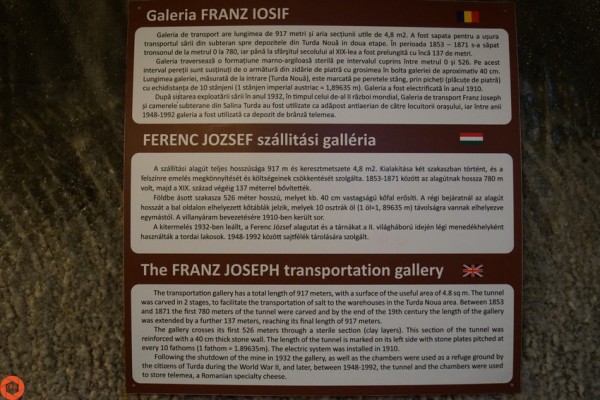 Galeria FRANZ IOSIF
Galeria de transport are lungimea de 917 metri și aria secțiunii utile de 4,8 m2. A fost sapata pentru a ușura
transportul sării din subteran spre depozitele din Turda Noua in doua etape. În perioada 1853 – 1871 s-a săpat
tronsonul de la metrul 0 la 780, iar până la sfârșitul secolului al XIX-lea a fost prelungită cu încă 137 de metri.
Galeria traversează o formațiune marno-argiloasă sterilă pe intervalul cuprins între metrul 0 și 526. Pe acest
interval pereții sunt susținuți de o armătură din zidărie de piatră cu grosimea în bolta galeriei de aproximativ 40 cm.
Lungimea galeriei, măsurată de la intrare (Turda Nouă), este marcată pe peretele stâng, prin picheți (plăcuțe de piatră)
cu echidistanța de 10 stânjeni (1 stânjen imperial austriac = 1,89635 m). Galeria a fost electrificată în anul 1910.
După sistarea exploatării sării în anul 1932, în timpul celui de-al II război mondial, Galeria de transport Franz Joseph
și camerele subterane din Salina Turda au fost utilizate ca adăpost antiaerian de către locuitorii orașului, iar între anii
1948-1992 galeria a fost utilizată ca depozit de brânză telemea.
FERENC JOZSEF szállitási galléria
A szállitási alagút teljes hosszúsága 917 m és keresztmetszete 4,8 m2. Kialakítása két szakaszban történt, és a
felszínre emelés megkönnyítését és költségeinek csökkentését szolgálta. 1853-1871 között az alagútnak hossza 780 m
volt, majd a XIX. század végéig 137 méterrel bővítették.
Földbe ásott szakasza 526 méter hosszú, melyet kb. 40 cm vastagságú kőfal erősíti. A régi bejáratnál az alagút
hosszát a bal oldalon elhelyezett kőtáblák jelzik, melyek 10 osztrák öl (1 öl=1, 89635 m) távolságra vannak elhelyezve
egymástól. A villanyáram bevezetésére 1910-ben került sor.
A kitermelés 1932-ben leállt, a Ferenc József alagutat és a tárnákat a II. világháború idején légi menedékhelyként
használták a tordai lakosok. 1948-1992 között sajtfélék tárolására szolgált.
The FRANZ JOSEPH transportation gallery
The transportation gallery has a total length of 917 meters, with a surface of the useful area of 4.8 sq m. The tunnel
was carved in 2 stages, to facilitate the transportation of salt to the warehouses in the Turda Noua area. Between 1853
and 1871 the first 780 meters of the tunnel were carved and by the end of the 19th century the length of the gallery
was extended by a further 137 meters, reaching its final length of 917 meters.
The gallery crosses its first 526 meters through a sterile section (clay layers). This section of the tunnel was
reinforced with a 40 cm thick stone wall. The length of the tunnel is marked on its left side with stone plates pitched at
every 10 fathoms (1 fathom = 1.89635m). The electric system was installed in 1910.
Following the shutdown of the mine in 1932 the gallery, as well as the chambers were used as a refuge ground by
the citizens of Turda during the World War II, and later, between 1948-1992, the tunnel and the chambers were used
to store telemea, a Romanian specialty cheese.